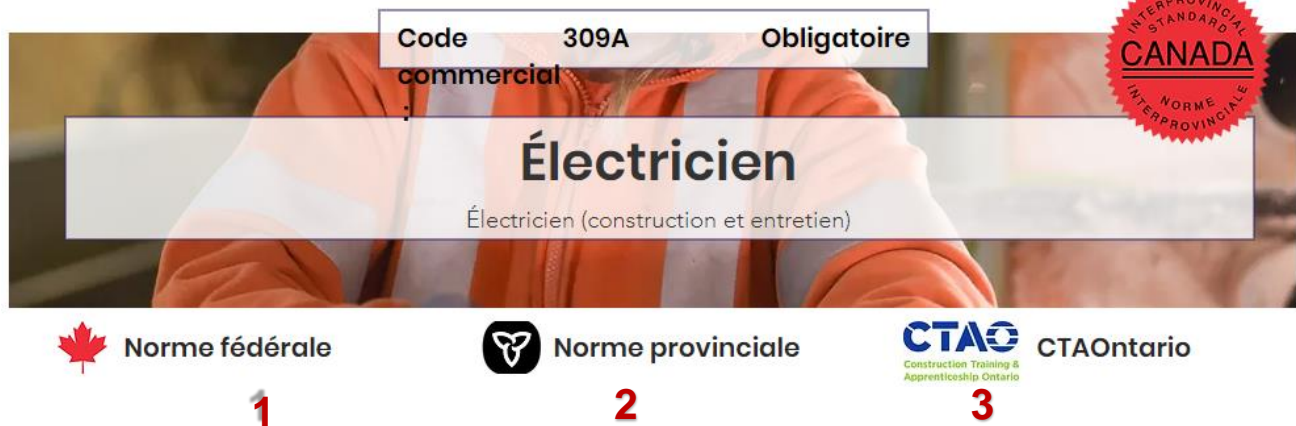 Code 309A Obligatoire
commercial
:
INTERPROVINCIAL
STANDARD
CANADA
NORME
INTERPROVINCIALE
Électricien
Électricien (construction et entretien)
Norme fédérale
Norme provinciale
CTAO
Construction Training &
Apprenticeship Ontario
CTAOntario
1 2 3